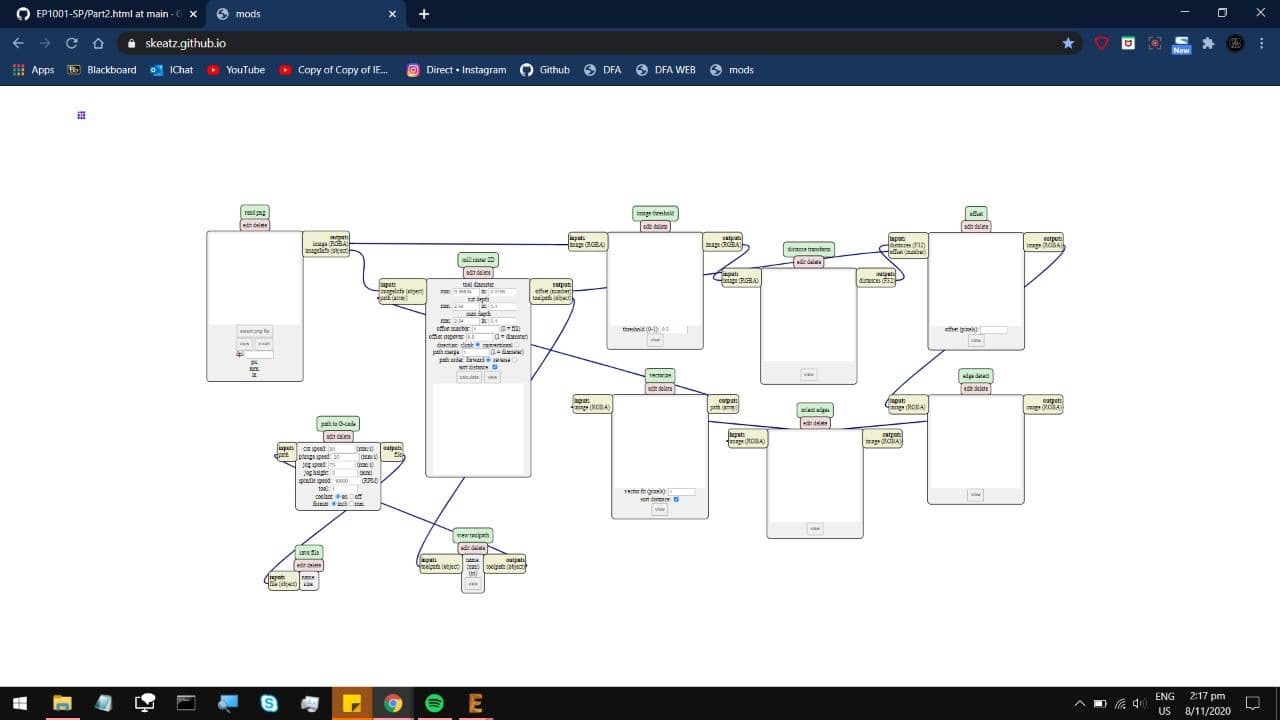 EP1001-SP/Part2.html at main · G
mods
skeatz.github.io
New
Apps
Blackboard
IChat
YouTube
Copy of Copy of IE...
Direct • Instagram
Github
DFA
DFA WEB
mods
read png
edit delete
outputs
image (RGBA)
imageInfo (object)
select png file
view invert
dpi:
px
mm
in
mill raster 2D
edit delete
inputs
imageInfo (object)
path (array)
outputs
offset (number)
toolpath (object)
tool diameter
cut depth
mm: 2.54 in: 0.1
max depth
mm: 2.54 in: 0.1
offset number: 1 (0 = fill)
offset stepover: 0.5 (1 = diameter)
direction: climb conventional
path merge: 1 (1 = diameter)
path order: forward reverse
sort distance:
calculate view
image threshold
edit delete
inputs
image (RGBA)
outputs
image (RGBA)
threshold (0-1): 0.5
view
distance transform
edit delete
inputs
image (RGBA)
outputs
distances (F32)
view
offset
edit delete
inputs
distances (F32)
offset (number)
outputs
image (RGBA)
offset (pixels):
view
edge detect
edit delete
inputs
image (RGBA)
outputs
image (RGBA)
view
orient edges
edit delete
inputs
image (RGBA)
outputs
image (RGBA)
view
vectorize
edit delete
inputs
image (RGBA)
outputs
path (array)
vector fit (pixels): 1
sort distance:
view
path to G-code
edit delete
inputs
path
outputs
file
cut speed: 20 (mm/s)
plunge speed: 20 (mm/s)
jog speed: 75 (mm/s)
jog height: 5 (mm)
spindle speed: 10000 (RPM)
tool: 1
coolant: on off
format: inch mm
save file
edit delete
inputs
file (object)
name
size
view toolpath
edit delete
inputs
toolpath (object)
name
(mm)
(in)
view
outputs
toolpath (object)
ENG
US
2:17 pm
8/11/2020